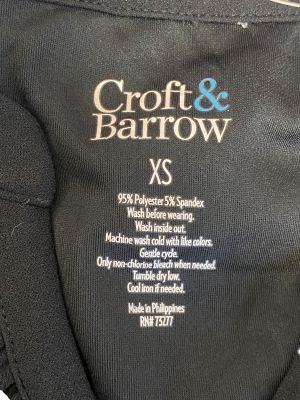 Croft&
Barrow
XS
95% Polyester 5% Spandex
Wash before wearing.
Wash inside out.
Machine wash cold with like colors.
Gentle cycle.
Only non-chlorine bleach when needed.
Tumble dry low.
Cool iron if needed.
Made in Philippines
RN# 75277